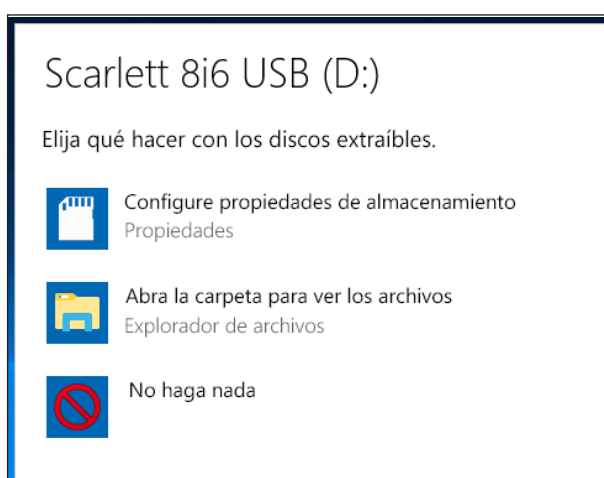 Scarlett 8i6 USB (D:)
Elija qué hacer con los discos extraíbles.
Configure propiedades de almacenamiento
Propiedades
Abra la carpeta para ver los archivos
Explorador de archivos
No haga nada